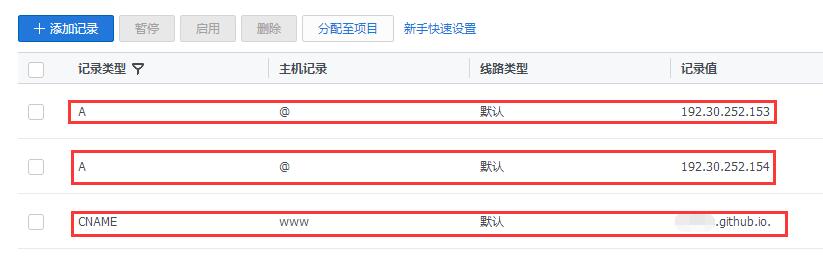 + 添加记录 暂停 启用 删除 分配至项目 新手快速设置
记录类型 主机记录 线路类型 记录值
A @ 默认 192.30.252.153
A @ 默认 192.30.252.154
CNAME www 默认 .github.io.